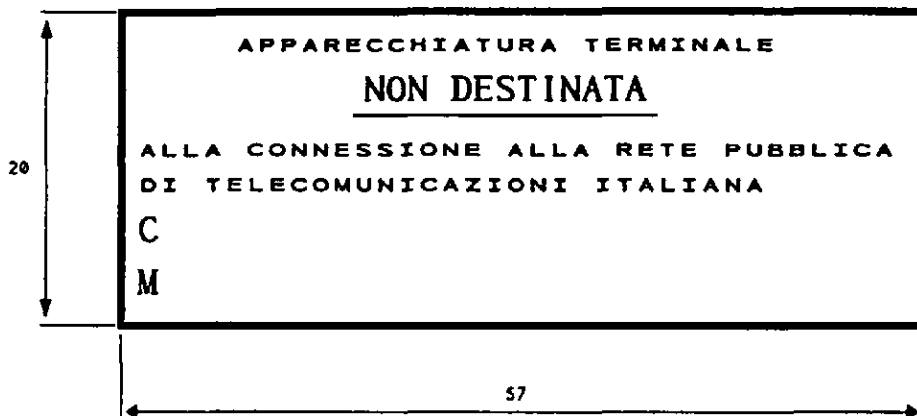 APPARECCHIATURA TERMINALE
NON DESTINATA
ALLA CONNESSIONE ALLA RETE PUBBLICA
DI TELECOMUNICAZIONI ITALIANA
C
M
20
57